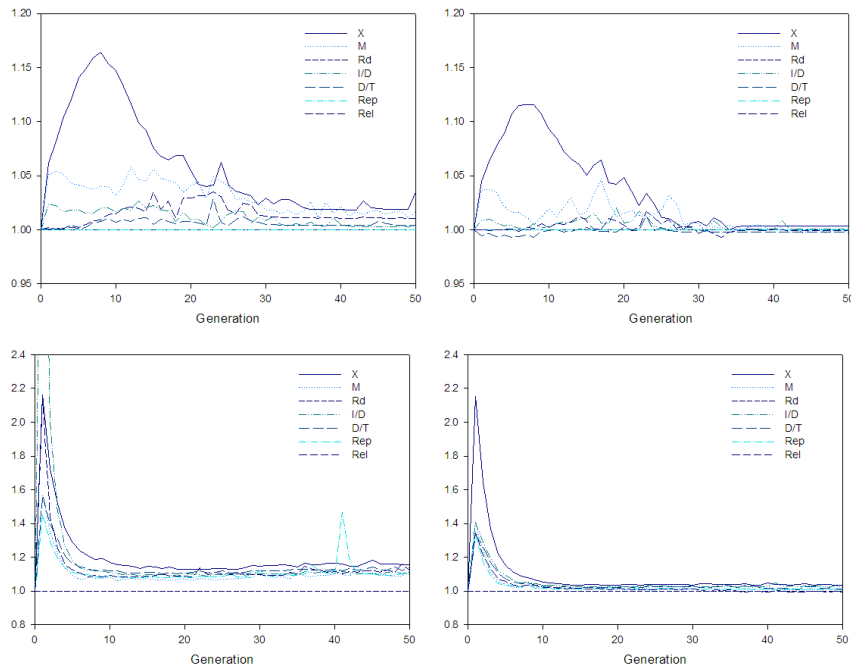 1.20
1.15
1.10
1.05
1.00
0.95
0
10
20
30
40
50
Generation
X
M
Rd
I/D
D/T
Rep
Rel
1.20
1.15
1.10
1.05
1.00
0.95
0
10
20
30
40
50
Generation
X
M
Rd
I/D
D/T
Rep
Rel
2.4
2.2
2.0
1.8
1.6
1.4
1.2
1.0
0.8
0
10
20
30
40
50
Generation
X
M
Rd
I/D
D/T
Rep
Rel
2.4
2.2
2.0
1.8
1.6
1.4
1.2
1.0
0.8
0
10
20
30
40
50
Generation
X
M
Rd
I/D
D/T
Rep
Rel